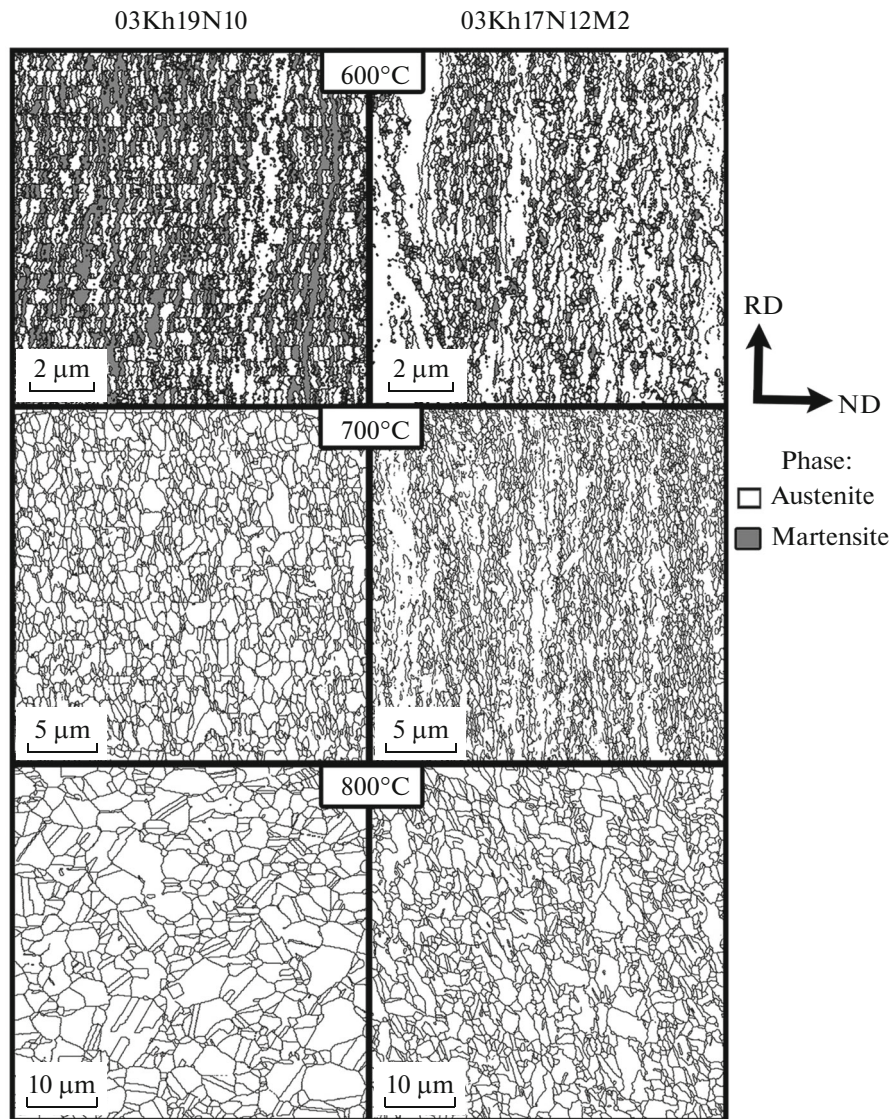 03Kh19N10
03Kh17N12M2
600°C
2 µm
2 µm
RD
ND
700°C
Phase:
Austenite
Martensite
5 µm
5 µm
800°C
10 µm
10 µm